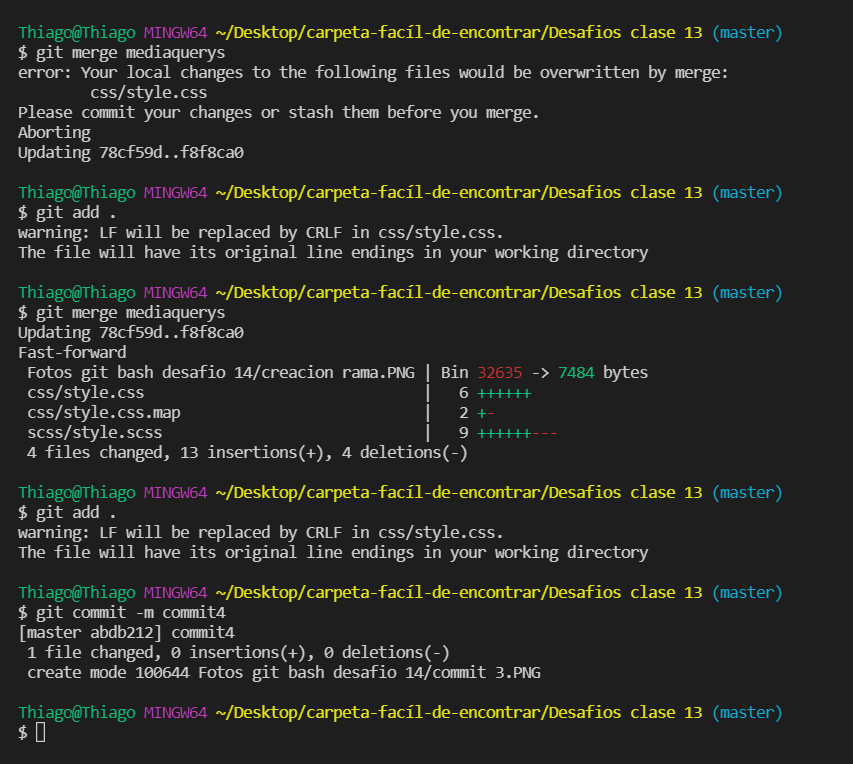 Thiago@Thiago MINGW64 ~/Desktop/carpeta-facíl-de-encontrar/Desafios clase 13 (master)
$ git merge mediaquerys
error: Your local changes to the following files would be overwritten by merge:
        css/style.css
Please commit your changes or stash them before you merge.
Aborting
Updating 78cf59d..f8f8ca0
Thiago@Thiago MINGW64 ~/Desktop/carpeta-facíl-de-encontrar/Desafios clase 13 (master)
$ git add .
warning: LF will be replaced by CRLF in css/style.css.
The file will have its original line endings in your working directory
Thiago@Thiago MINGW64 ~/Desktop/carpeta-facíl-de-encontrar/Desafios clase 13 (master)
$ git merge mediaquerys
Updating 78cf59d..f8f8ca0
Fast-forward
 Fotos git bash desafio 14/creacion rama.PNG | Bin 32635 -> 7484 bytes
 css/style.css                               |   6 ++++++
 css/style.css.map                           |   2 +-
 scss/style.scss                             |   9 ++++++---
 4 files changed, 13 insertions(+), 4 deletions(-)
Thiago@Thiago MINGW64 ~/Desktop/carpeta-facíl-de-encontrar/Desafios clase 13 (master)
$ git add .
warning: LF will be replaced by CRLF in css/style.css.
The file will have its original line endings in your working directory
Thiago@Thiago MINGW64 ~/Desktop/carpeta-facíl-de-encontrar/Desafios clase 13 (master)
$ git commit -m commit4
[master abdb212] commit4
 1 file changed, 0 insertions(+), 0 deletions(-)
 create mode 100644 Fotos git bash desafio 14/commit 3.PNG
Thiago@Thiago MINGW64 ~/Desktop/carpeta-facíl-de-encontrar/Desafios clase 13 (master)
$